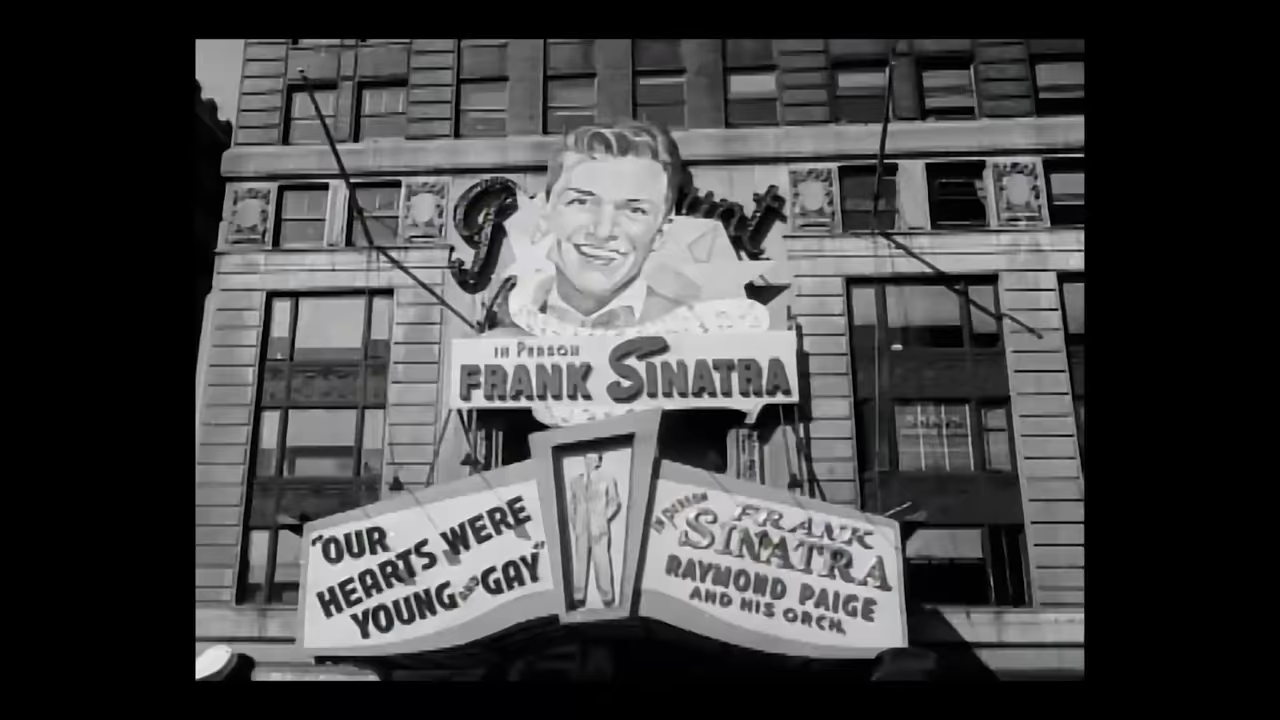 IN PERSON
FRANK SINATRA
"OUR
HEARTS WERE
YOUNG AND GAY"
IN PERSON
FRANK
SINATRA
RAYMOND PAIGE
AND HIS ORCH.